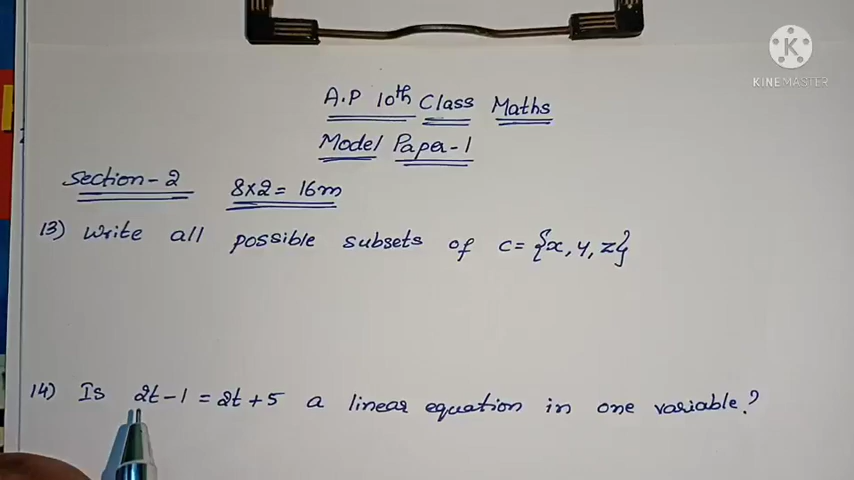 K
KINEMASTER
A.P 10th Class Maths
Model Paper-1
Section-2 8x2= 16m
13) Write all possible subsets of c= {x, y, z}
14) Is 2t-1 = 2t+5 a linear equation in one variable?